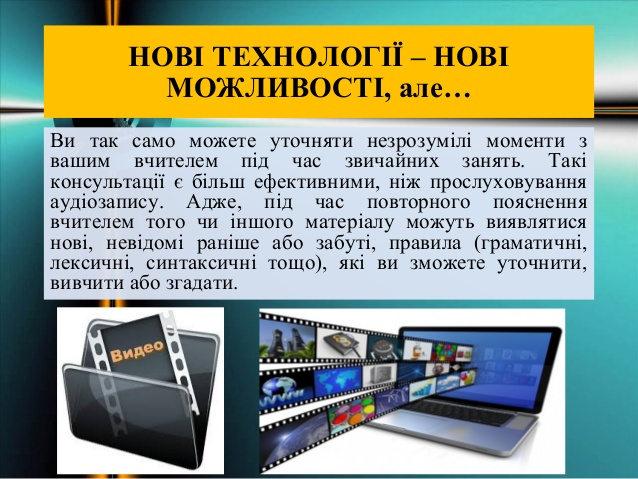 НОВІ ТЕХНОЛОГІЇ – НОВІ
МОЖЛИВОСТІ, але…
Ви так само можете уточняти незрозумілі моменти з
вашим вчителем під час звичайних занять. Такі
консультації є більш ефективними, ніж прослуховування
аудіозапису. Адже, під час повторного пояснення
вчителем того чи іншого матеріалу можуть виявлятися
нові, невідомі раніше або забуті, правила (граматичні,
лексичні, синтаксичні тощо), які ви зможете уточнити,
вивчити або згадати.
Видео